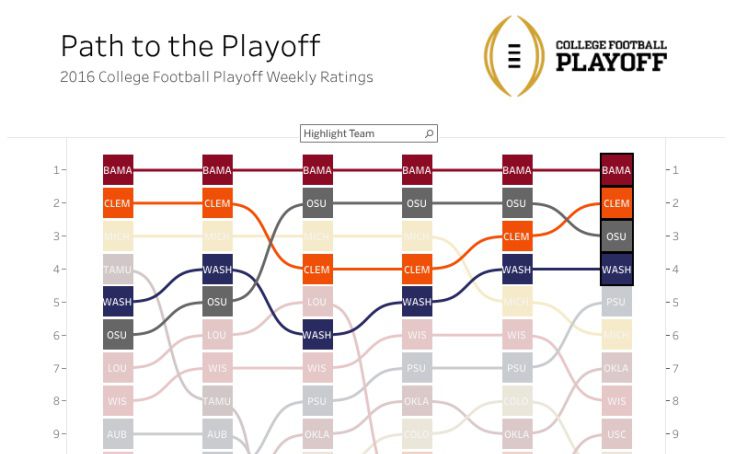 Path to the Playoff
2016 College Football Playoff Weekly Ratings
COLLEGE FOOTBALL
PLAYOFF
Highlight Team
1 BAMA BAMA BAMA BAMA BAMA BAMA 1
2 CLEM CLEM OSU OSU OSU CLEM 2
3 MICH MICH MICH MICH CLEM OSU 3
4 TAMU WASH CLEM CLEM WASH WASH 4
5 WASH OSU LOU WASH MICH PSU 5
6 OSU LOU WASH WIS WIS MICH 6
7 LOU WIS WIS PSU PSU OKLA 7
8 WIS TAMU PSU OKLA COLO WIS 8
9 AUB AUB OKLA COLO OKLA USC 9